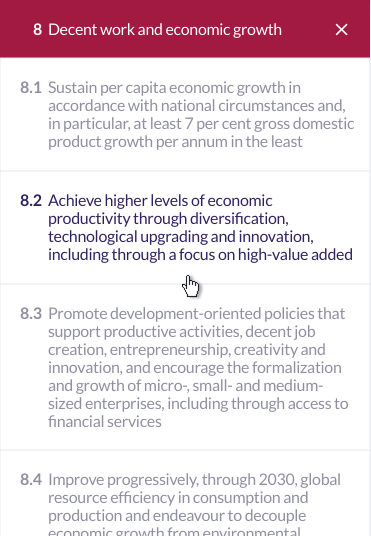 8 Decent work and economic growth
8.1 Sustain per capita economic growth in
accordance with national circumstances and,
in particular, at least 7 per cent gross domestic
product growth per annum in the least
8.2 Achieve higher levels of economic
productivity through diversification,
technological upgrading and innovation,
including through a focus on high-value added
8.3 Promote development-oriented policies that
support productive activities, decent job
creation, entrepreneurship, creativity and
innovation, and encourage the formalization
and growth of micro-, small- and medium-
sized enterprises, including through access to
financial services
8.4 Improve progressively, through 2030, global
resource efficiency in consumption and
production and endeavour to decouple
economic growth from environmental